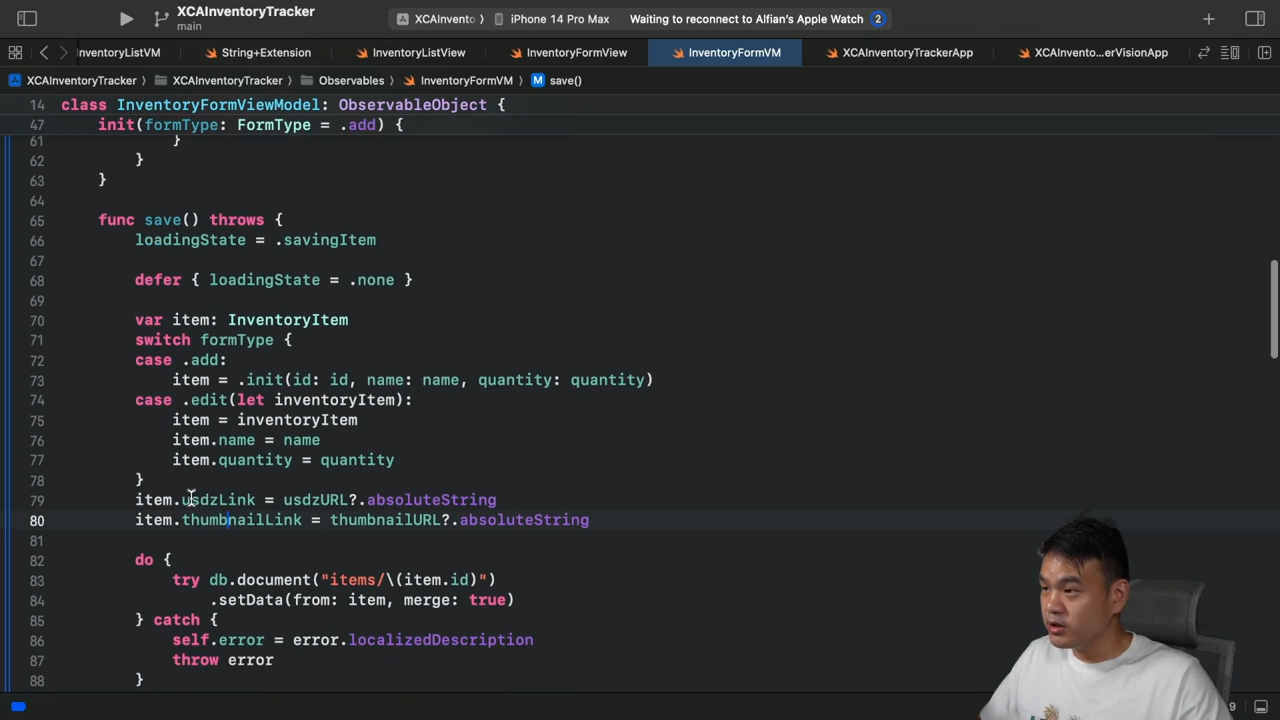 XCAInventoryTracker
main
XCAInvento
iPhone 14 Pro Max
Waiting to reconnect to Alfian's Apple Watch
2
nventoryListVM
String+Extension
InventoryListView
InventoryFormView
InventoryFormVM
XCAInventoryTrackerApp
XCAInvento...erVisionApp
XCAInventoryTracker
XCAInventoryTracker
Observables
InventoryFormVM
M save()
14 class InventoryFormViewModel: ObservableObject {
47 init(formType: FormType = .add) {
61 }
62 }
63 }
64
65 func save() throws {
66 loadingState = .savingItem
67
68 defer { loadingState = .none }
69
70 var item: InventoryItem
71 switch formType {
72 case .add:
73 item = .init(id: id, name: name, quantity: quantity)
74 case .edit(let inventoryItem):
75 item = inventoryItem
76 item.name = name
77 item.quantity = quantity
78 }
79 item.usdzLink = usdzURL?.absoluteString
80 item.thumbnailLink = thumbnailURL?.absoluteString
81
82 do {
83 try db.document("items/\(item.id)")
84 .setData(from: item, merge: true)
85 } catch {
86 self.error = error.localizedDescription
87 throw error
88 }